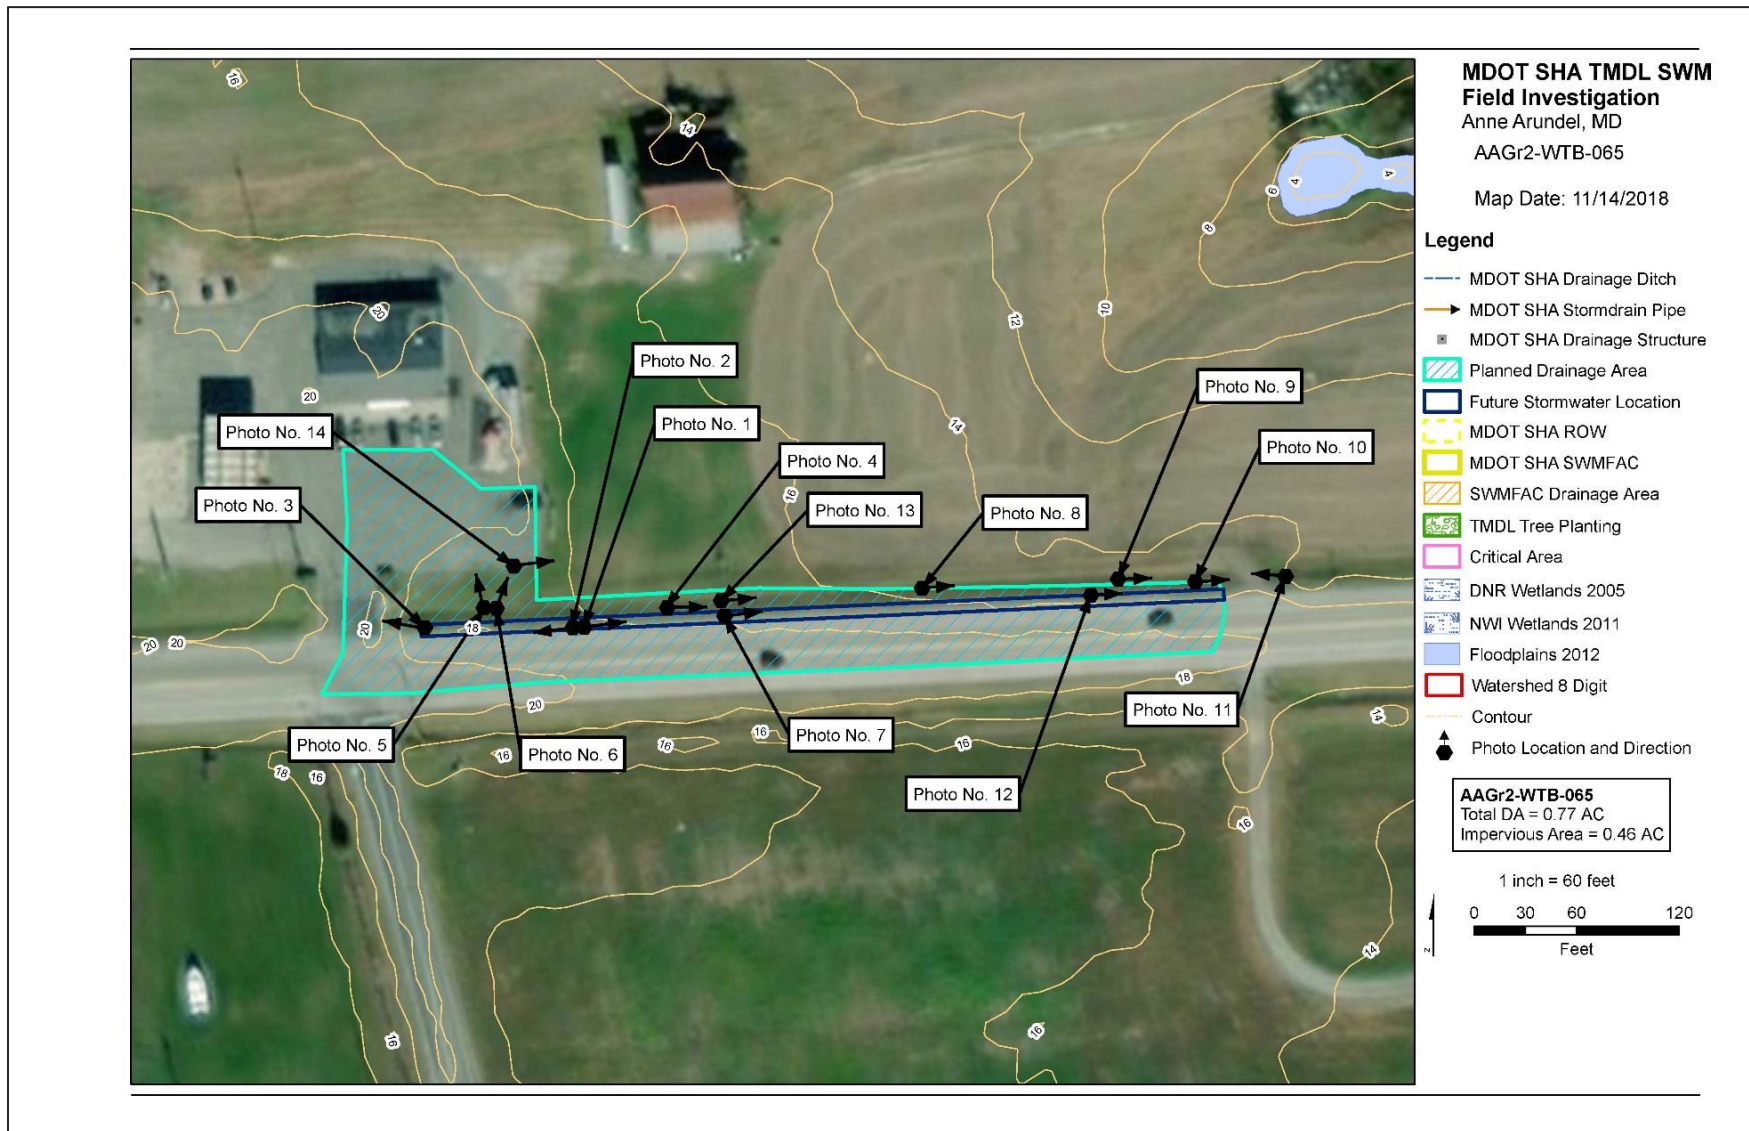 MDOT SHA TMDL SWM
Field Investigation
Anne Arundel, MD
AAGr2-WTB-065
Map Date: 11/14/2018
Legend
MDOT SHA Drainage Ditch
MDOT SHA Stormdrain Pipe
MDOT SHA Drainage Structure
Planned Drainage Area
Future Stormwater Location
MDOT SHA ROW
MDOT SHA SWMFAC
SWMFAC Drainage Area
TMDL Tree Planting
Critical Area
DNR Wetlands 2005
NWI Wetlands 2011
Floodplains 2012
Watershed 8 Digit
Contour
Photo Location and Direction
AAGr2-WTB-065
Total DA = 0.77 AC
Impervious Area = 0.46 AC
1 inch = 60 feet
0 30 60 120
Feet
z
16
14
4
4
6
8
20
12
10
Photo No. 2
Photo No. 9
20
14
Photo No. 14
Photo No. 1
Photo No. 10
Photo No. 4
Photo No. 3
16
Photo No. 13
Photo No. 8
20
18
20
20
18
20
14
Photo No. 5
Photo No. 6
16
16
16
Photo No. 7
16
Photo No. 11
18
16
Photo No. 12
16
14
16
16